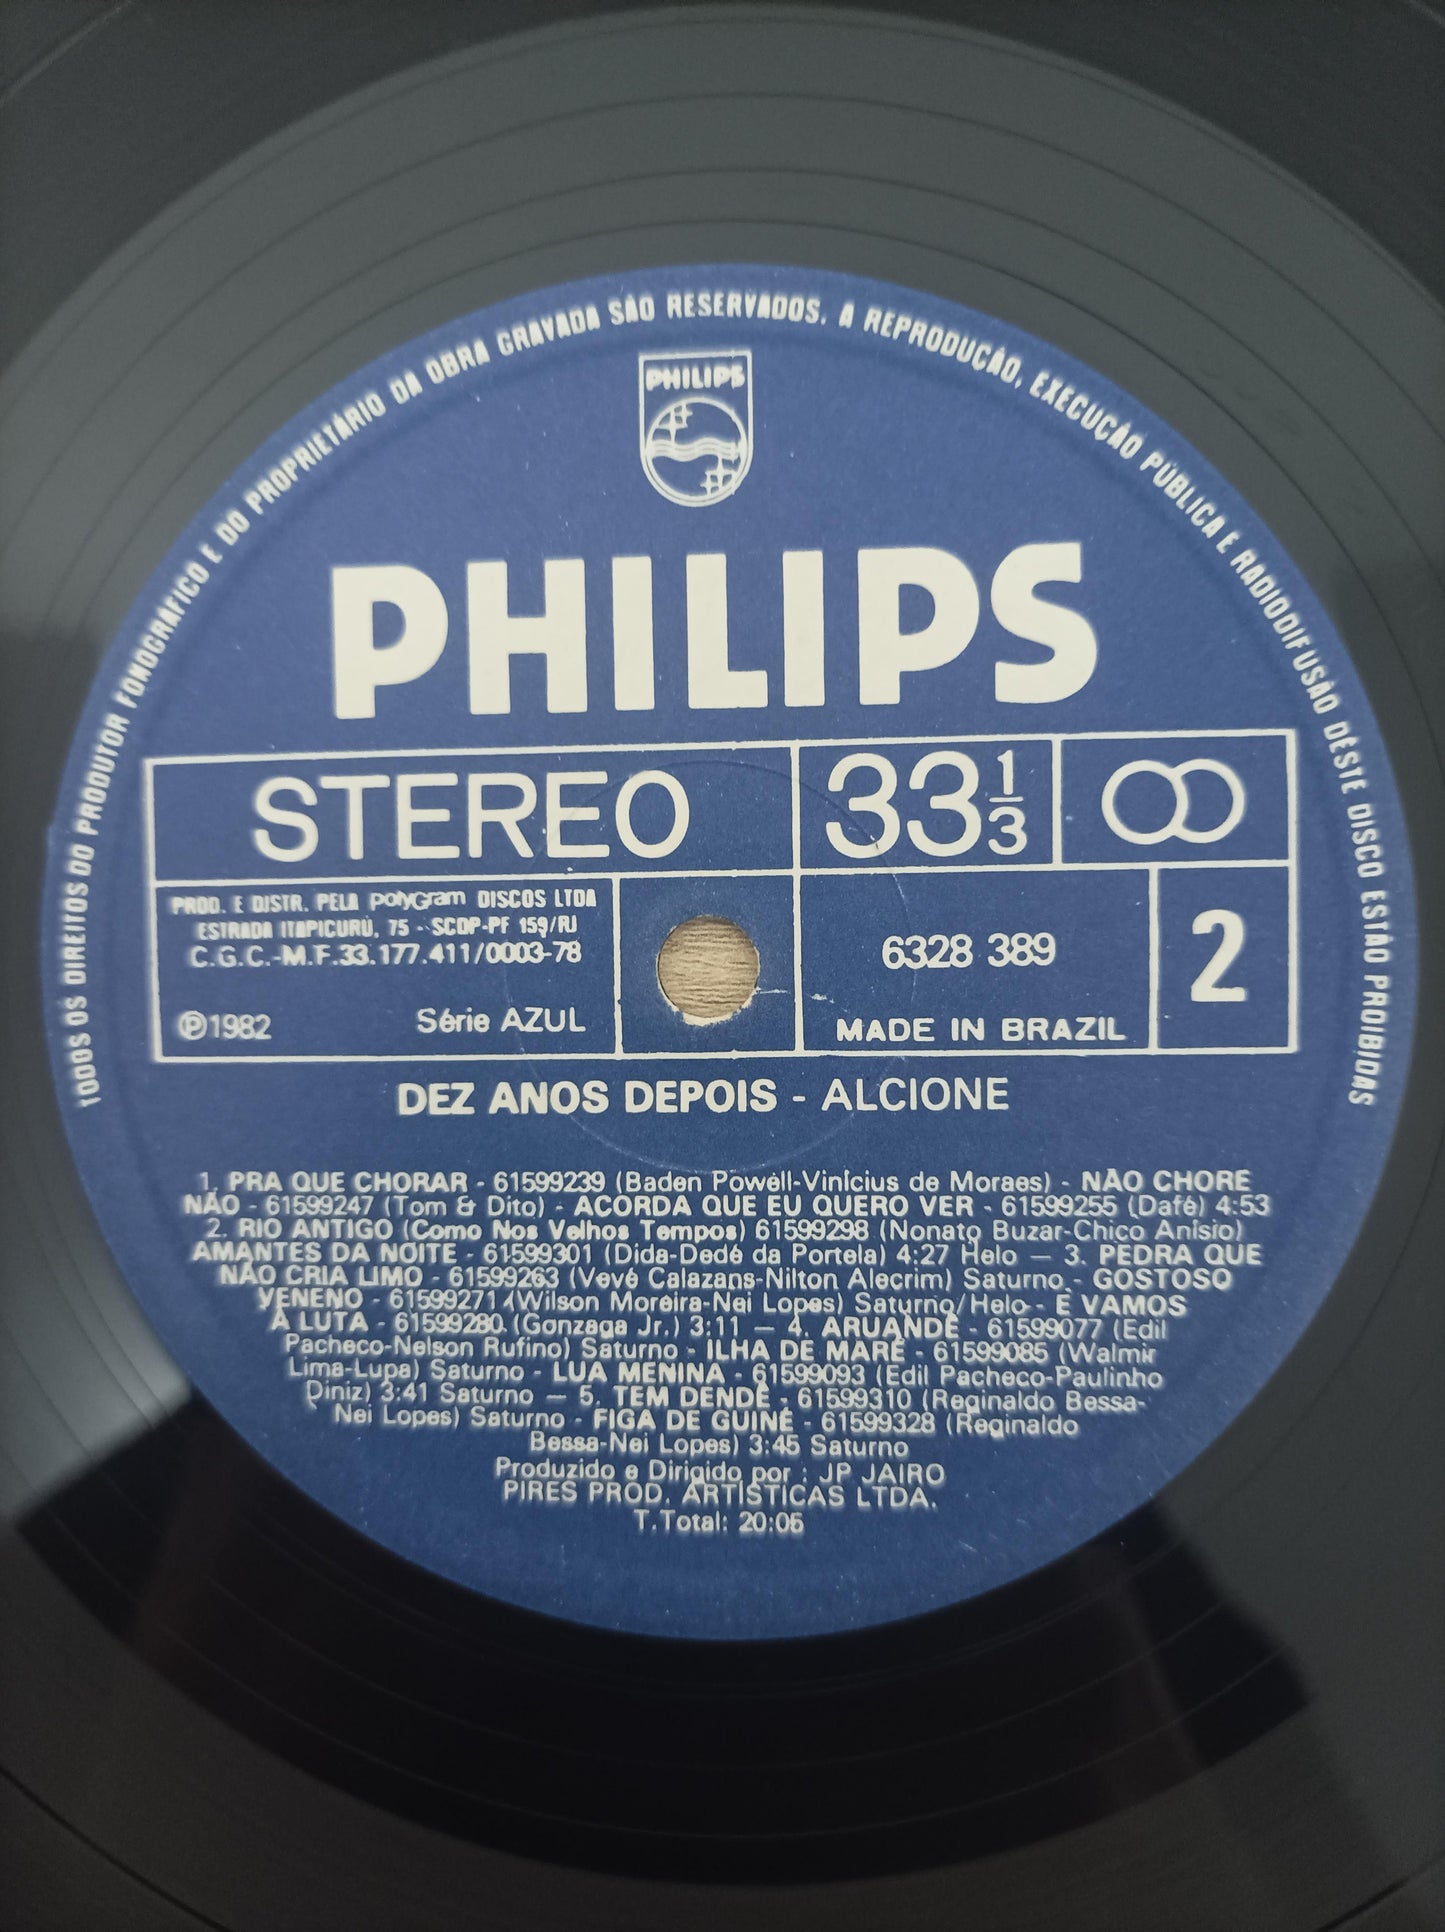 TODOS OS DIREITOS DO PRODUTOR FONOGRÁFICO E DO PROPRIETÁRIO DA OBRA GRAVADA SÃO RESERVADOS. A REPRODUÇÃO, EXECUÇÃO PÚBLICA E RADIODIFUSÃO DESTE DISCO ESTÃO PROIBIDAS
PHILIPS
PHILIPS
STEREO
33 1/3
PROD. E DISTR. PELA polyGram DISCOS LTDA
ESTRADA ITAPICURÚ, 75 - SCDP-PF 159/RJ
C.G.C.-M.F.33.177.411/0003-78
℗1982 Série AZUL
6328 389
MADE IN BRAZIL
2
DEZ ANOS DEPOIS - ALCIONE
1. PRA QUE CHORAR - 61599239 (Baden Powell-Vinícius de Moraes) - NÃO CHORE
NÃO - 61599247 (Tom & Dito) - ACORDA QUE EU QUERO VER - 61599255 (Dafé) 4:53
2. RIO ANTIGO (Como Nos Velhos Tempos) 61599298 (Nonato Buzar-Chico Anísio)
AMANTES DA NOITE - 61599301 (Dida-Dedé da Portela) 4:27 Helo — 3. PEDRA QUE
NÃO CRIA LIMO - 61599263 (Vevé Calazans-Nilton Alecrim) Saturno - GOSTOSO
VENENO - 61599271 (Wilson Moreira-Nei Lopes) Saturno/Helo - E VAMOS
À LUTA - 61599280 (Gonzaga Jr.) 3:11 — 4. ARUANDÊ - 61599077 (Edil
Pacheco-Nelson Rufino) Saturno - ILHA DE MARÉ - 61599085 (Walmir
Lima-Lupa) Saturno - LUA MENINA - 61599093 (Edil Pacheco-Paulinho
Diniz) 3:41 Saturno — 5. TEM DENDÊ - 61599310 (Reginaldo Bessa-
Nei Lopes) Saturno - FIGA DE GUINÉ - 61599328 (Reginaldo
Bessa-Nei Lopes) 3:45 Saturno
Produzido e Dirigido por : JP JAIRO
PIRES PROD. ARTÍSTICAS LTDA.
T.Total: 20:05